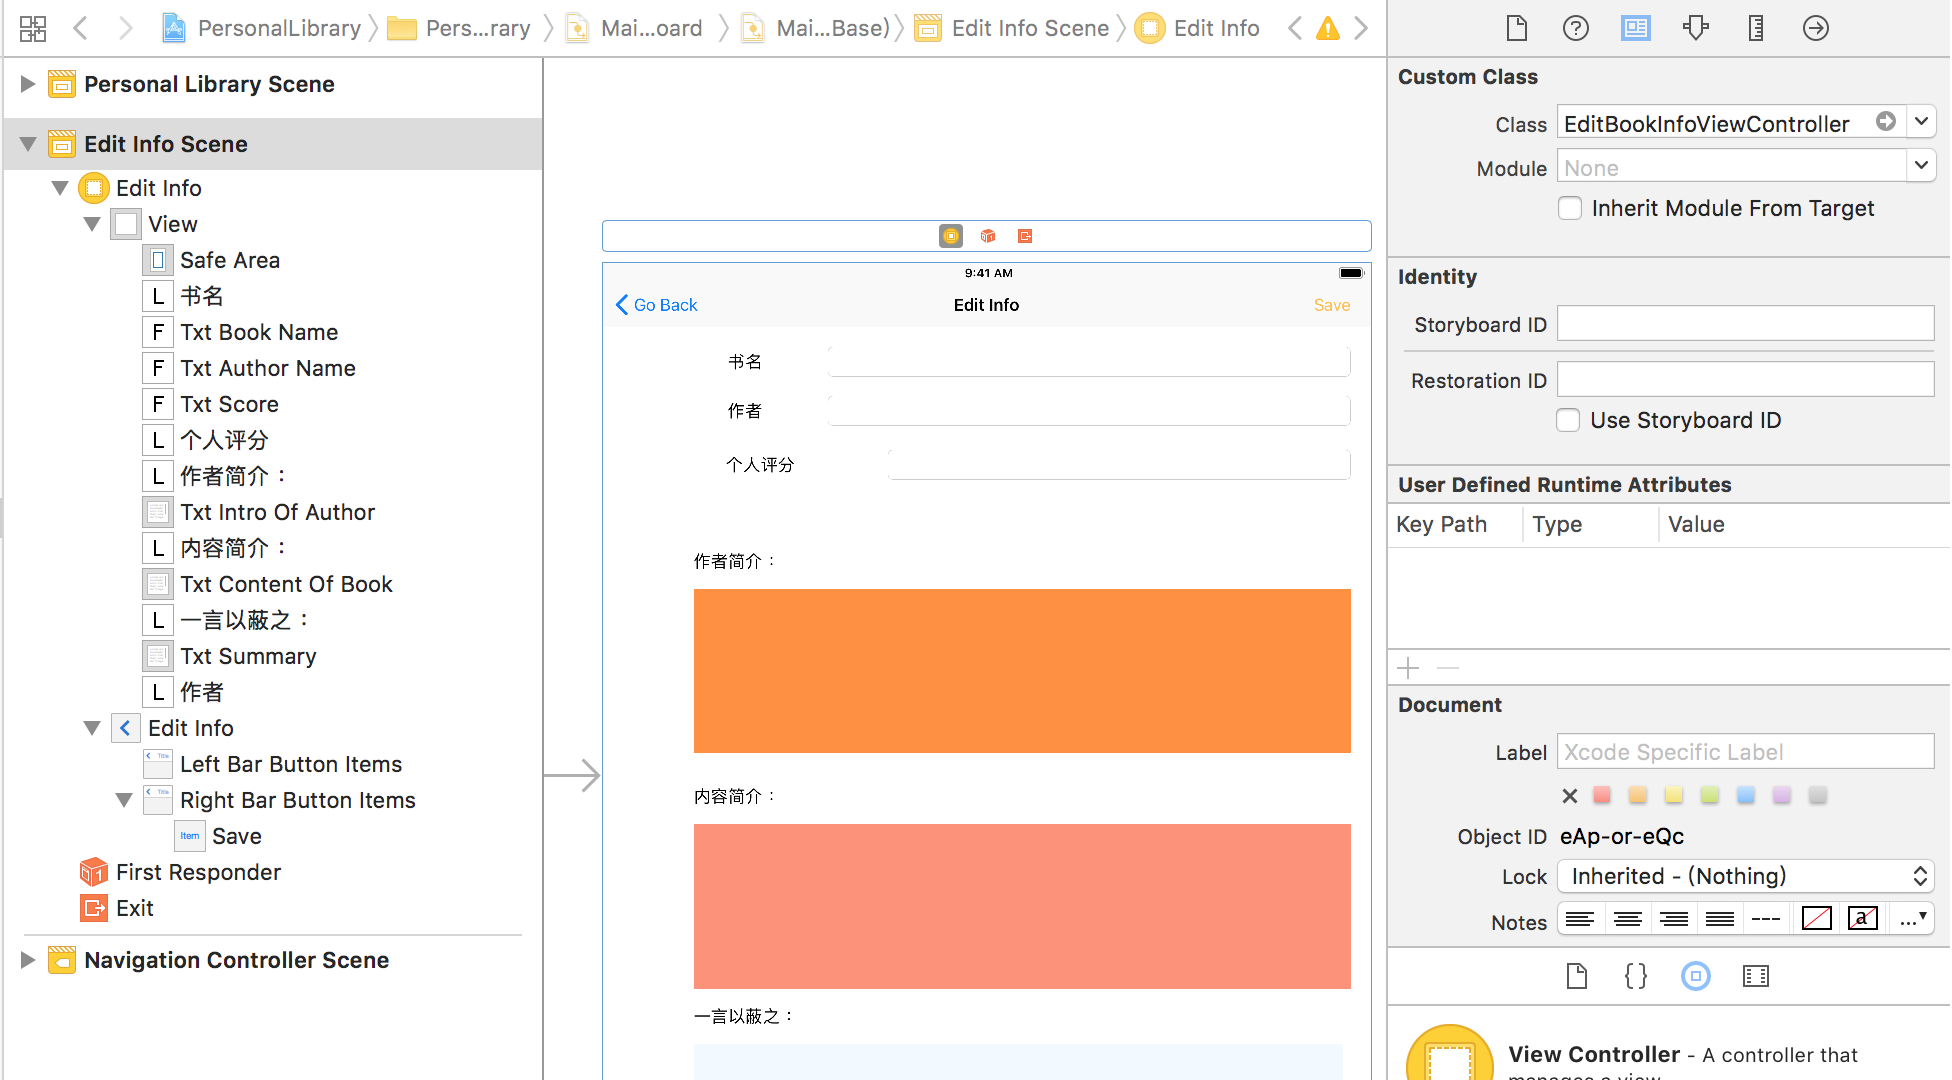 PersonalLibrary
Pers...rary
Mai...oard
Mai...Base)
Edit Info Scene
Edit Info
Personal Library Scene
Edit Info Scene
Edit Info
View
Safe Area
L 书名
F Txt Book Name
F Txt Author Name
F Txt Score
L 个人评分
L 作者简介：
Txt Intro Of Author
L 内容简介：
Txt Content Of Book
L 一言以蔽之：
Txt Summary
L 作者
Edit Info
Left Bar Button Items
Right Bar Button Items
Item Save
First Responder
Exit
Navigation Controller Scene
9:41 AM
Go Back
Edit Info
Save
书名
作者
个人评分
作者简介：
内容简介：
一言以蔽之：
Custom Class
Class EditBookInfoViewController
Module None
Inherit Module From Target
Identity
Storyboard ID
Restoration ID
Use Storyboard ID
User Defined Runtime Attributes
Key Path Type Value
Document
Label Xcode Specific Label
Object ID eAp-or-eQc
Lock Inherited - (Nothing)
Notes
View Controller - A controller that
manages a view